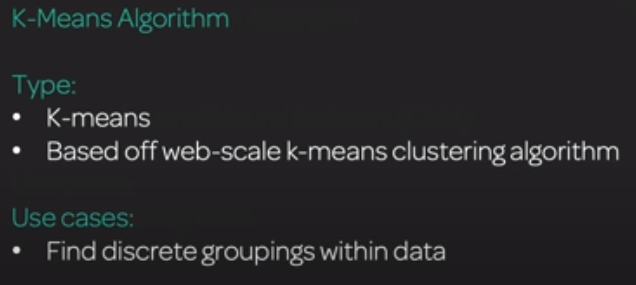 K-Means Algorithm
Type:
• K-means
• Based off web-scale k-means clustering algorithm
Use cases:
• Find discrete groupings within data